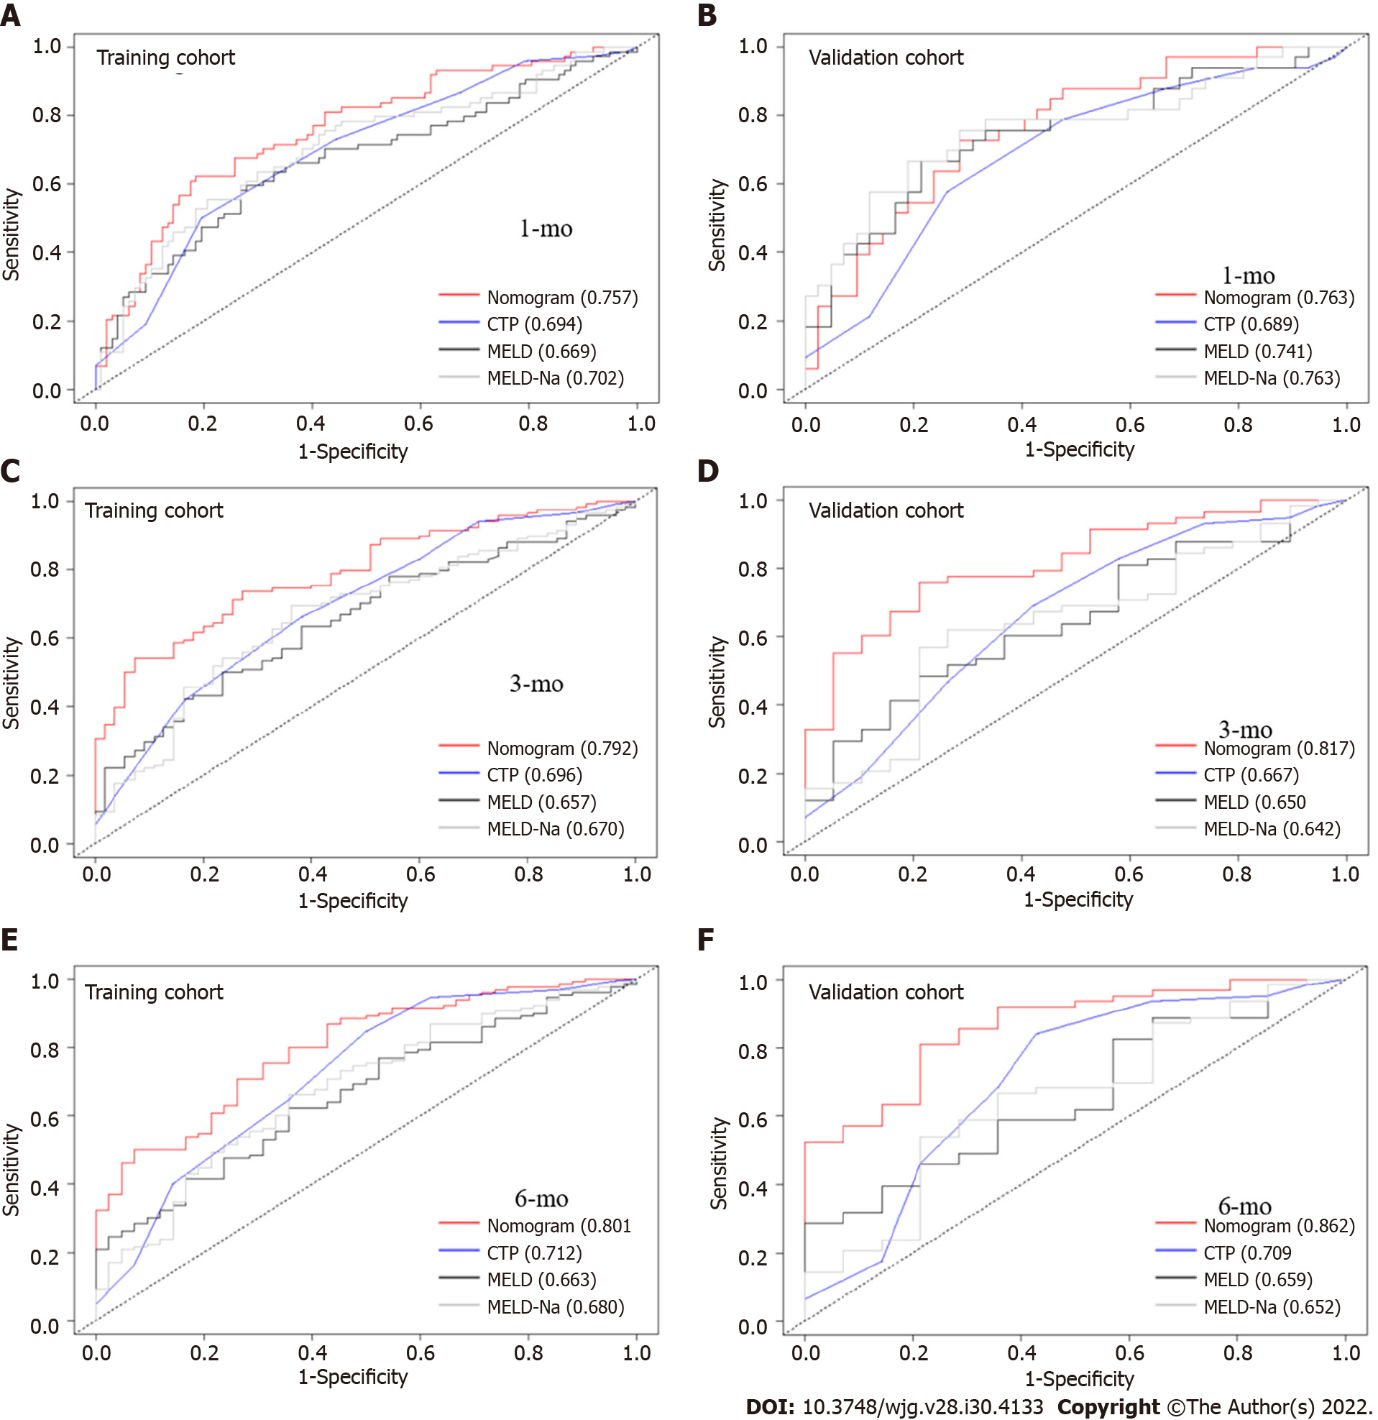 A
Training cohort
1.0
0.8
0.6
0.4
0.2
0.0
Sensitivity
1-mo
Nomogram (0.757)
CTP (0.694)
MELD (0.669)
MELD-Na (0.702)
0.0 0.2 0.4 0.6 0.8 1.0
1-Specificity
B
Validation cohort
1.0
0.8
0.6
0.4
0.2
0.0
Sensitivity
1-mo
Nomogram (0.763)
CTP (0.689)
MELD (0.741)
MELD-Na (0.763)
0.0 0.2 0.4 0.6 0.8 1.0
1-Specificity
C
Training cohort
1.0
0.8
0.6
0.4
0.2
0.0
Sensitivity
3-mo
Nomogram (0.792)
CTP (0.696)
MELD (0.657)
MELD-Na (0.670)
0.0 0.2 0.4 0.6 0.8 1.0
1-Specificity
D
Validation cohort
1.0
0.8
0.6
0.4
0.2
0.0
Sensitivity
3-mo
Nomogram (0.817)
CTP (0.667)
MELD (0.650
MELD-Na (0.642)
0.0 0.2 0.4 0.6 0.8 1.0
1-Specificity
E
Training cohort
1.0
0.8
0.6
0.4
0.2
0.0
Sensitivity
6-mo
Nomogram (0.801
CTP (0.712)
MELD (0.663)
MELD-Na (0.680)
0.0 0.2 0.4 0.6 0.8 1.0
1-Specificity
F
Validation cohort
1.0
0.8
0.6
0.4
0.2
0.0
Sensitivity
6-mo
Nomogram (0.862)
CTP (0.709
MELD (0.659)
MELD-Na (0.652)
0.0 0.2 0.4 0.6 0.8 1.0
1-Specificity
DOI: 10.3748/wjg.v28.i30.4133 Copyright ©The Author(s) 2022.